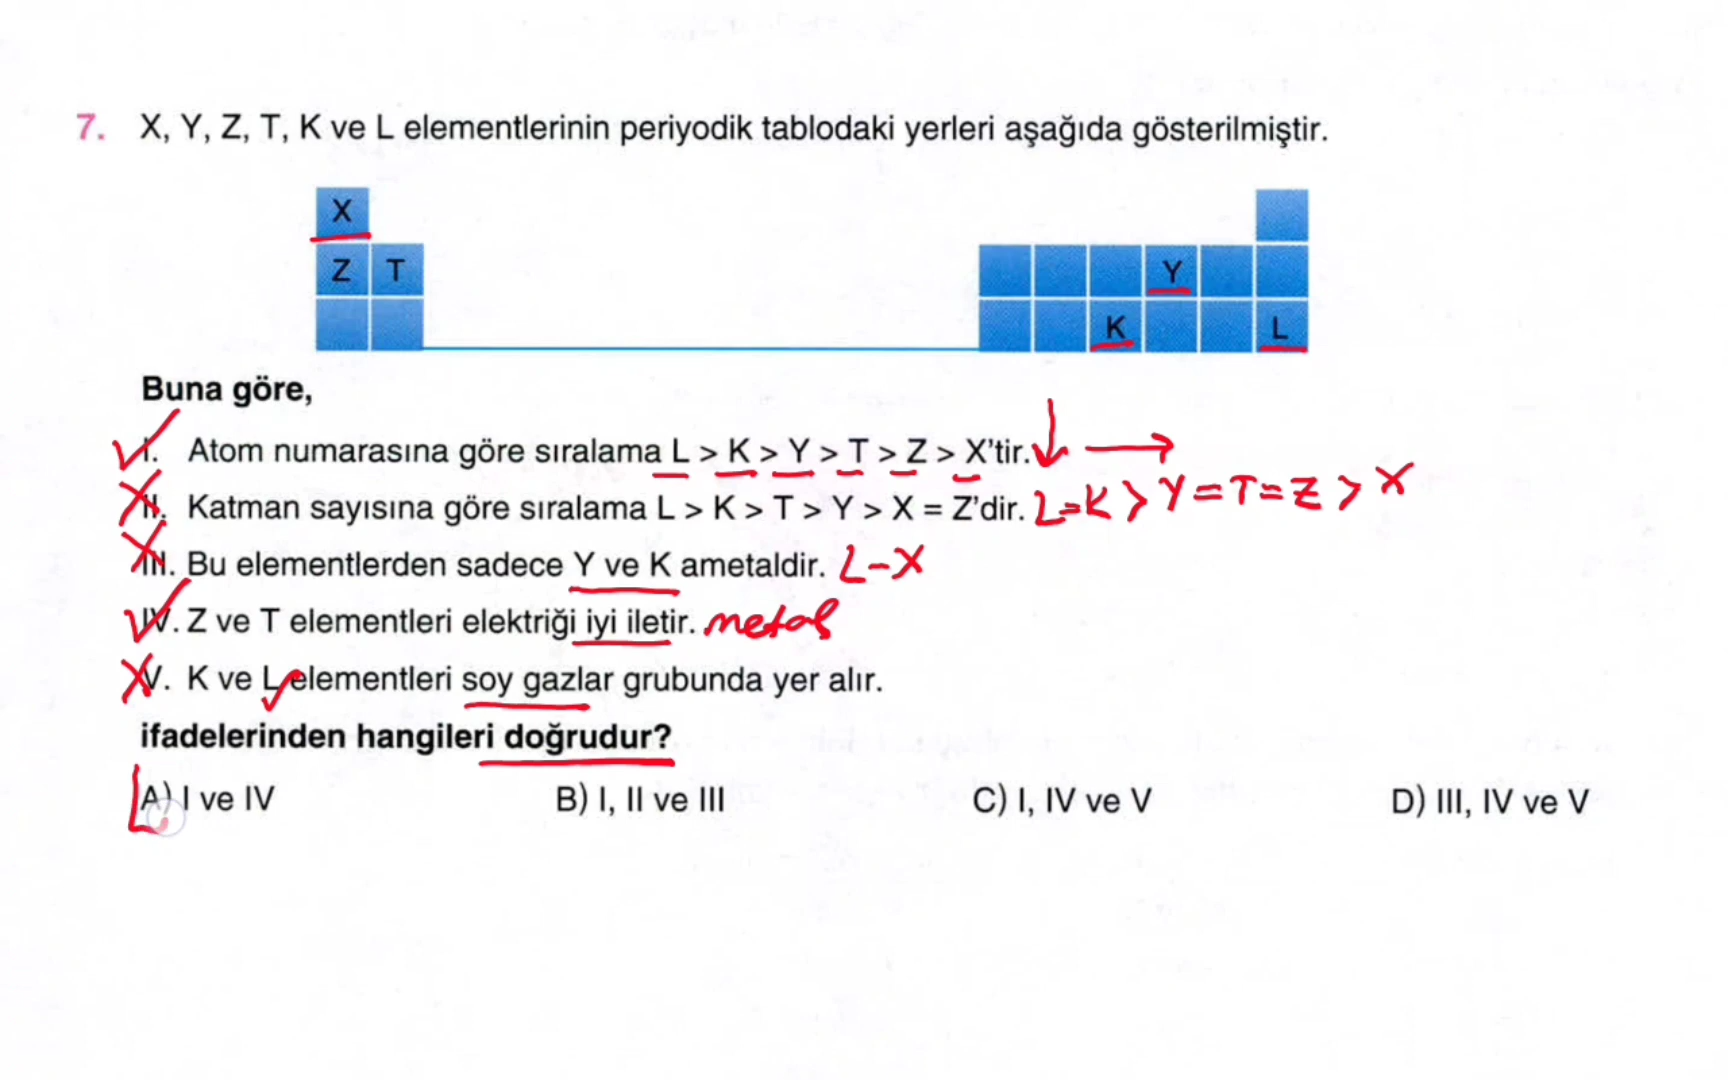 7. X, Y, Z, T, K ve L elementlerinin periyodik tablodaki yerleri aşağıda gösterilmiştir.
X
Z T Y
K L
Buna göre,
I. Atom numarasına göre sıralama L > K > Y > T > Z > X'tir.
II. Katman sayısına göre sıralama L > K > T > Y > X = Z'dir. L=K > Y=T=Z > X
III. Bu elementlerden sadece Y ve K ametaldir. L-X
IV. Z ve T elementleri elektriği iyi iletir. metal
V. K ve L elementleri soy gazlar grubunda yer alır.
ifadelerinden hangileri doğrudur?
A) I ve IV B) I, II ve III C) I, IV ve V D) III, IV ve V